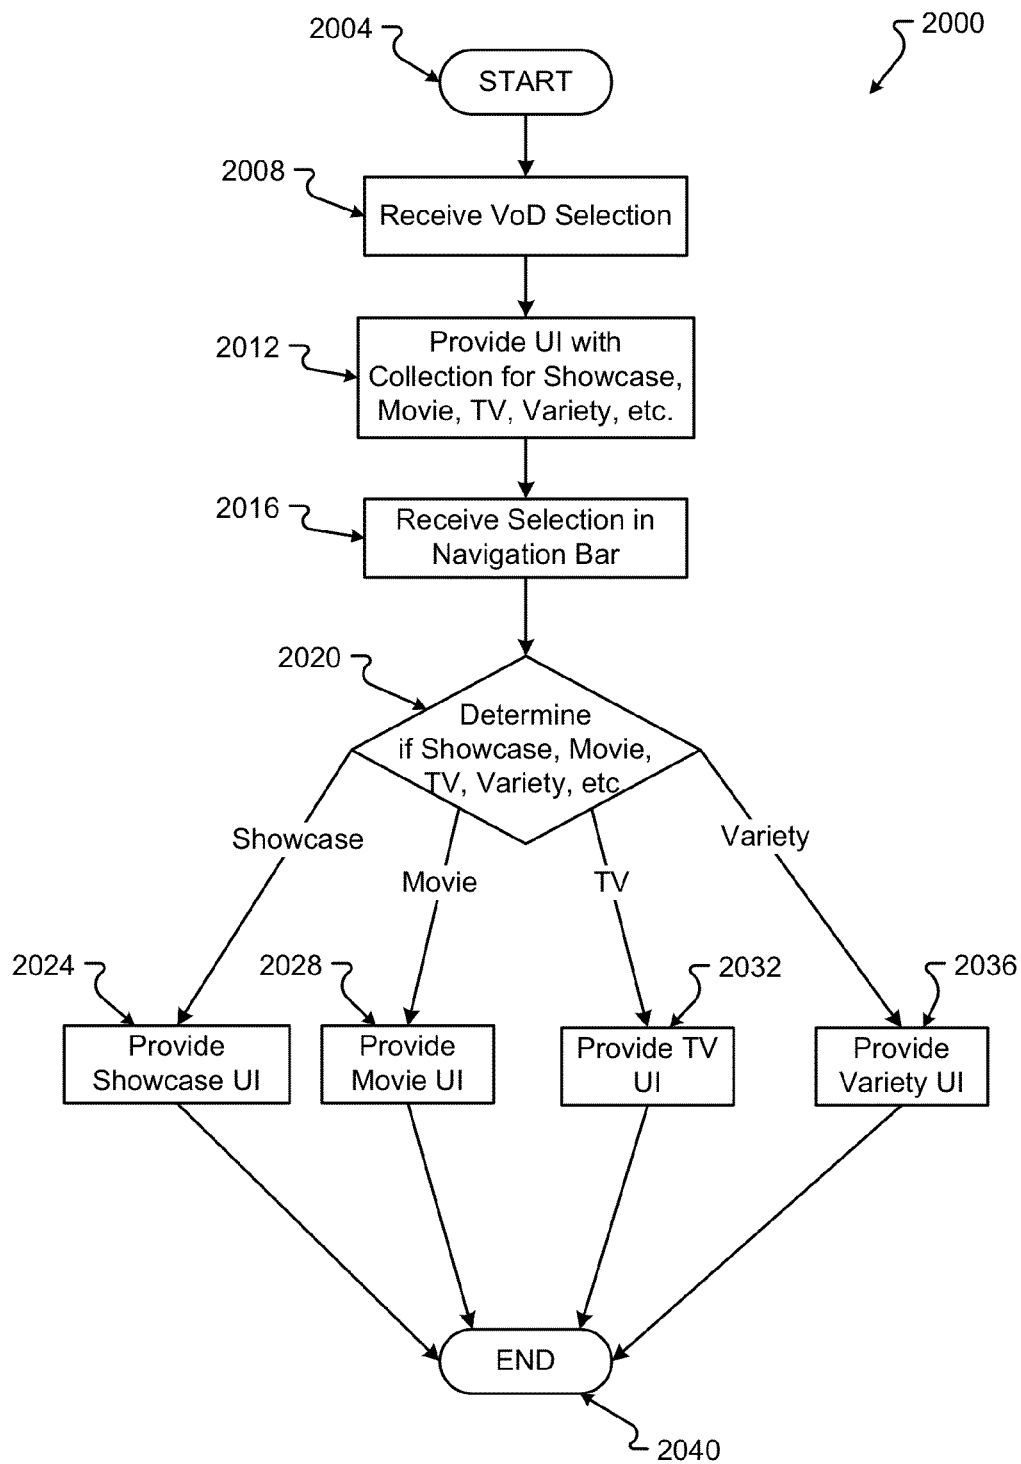 2004
2000
START
2008
Receive VoD Selection
2012
Provide UI with
Collection for Showcase,
Movie, TV, Variety, etc.
2016
Receive Selection in
Navigation Bar
2020
Determine
if Showcase, Movie,
TV, Variety, etc.
Showcase
Movie
TV
Variety
2024
2028
2032
2036
Provide
Showcase UI
Provide
Movie UI
Provide TV
UI
Provide
Variety UI
END
2040